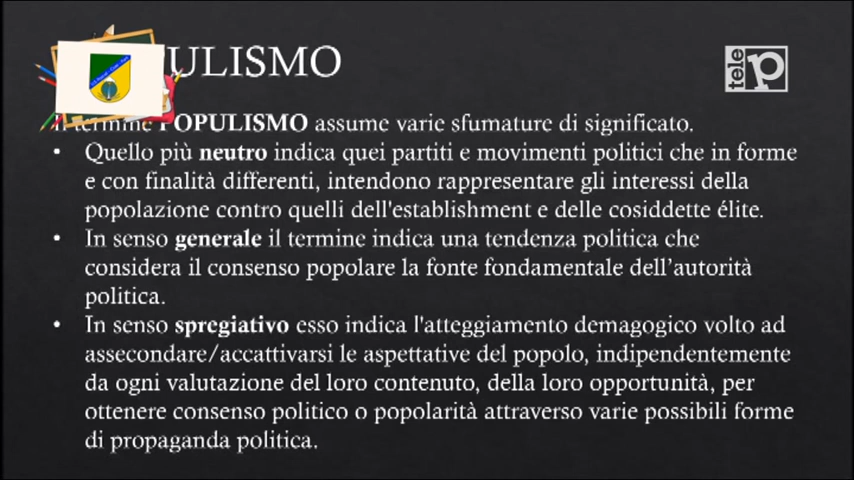 ULISMO
tele p
termine POPULISMO assume varie sfumature di significato.
• Quello più neutro indica quei partiti e movimenti politici che in forme
e con finalità differenti, intendono rappresentare gli interessi della
popolazione contro quelli dell'establishment e delle cosiddette élite.
• In senso generale il termine indica una tendenza politica che
considera il consenso popolare la fonte fondamentale dell’autorità
politica.
• In senso spregiativo esso indica l'atteggiamento demagogico volto ad
assecondare/accattivarsi le aspettative del popolo, indipendentemente
da ogni valutazione del loro contenuto, della loro opportunità, per
ottenere consenso politico o popolarità attraverso varie possibili forme
di propaganda politica.